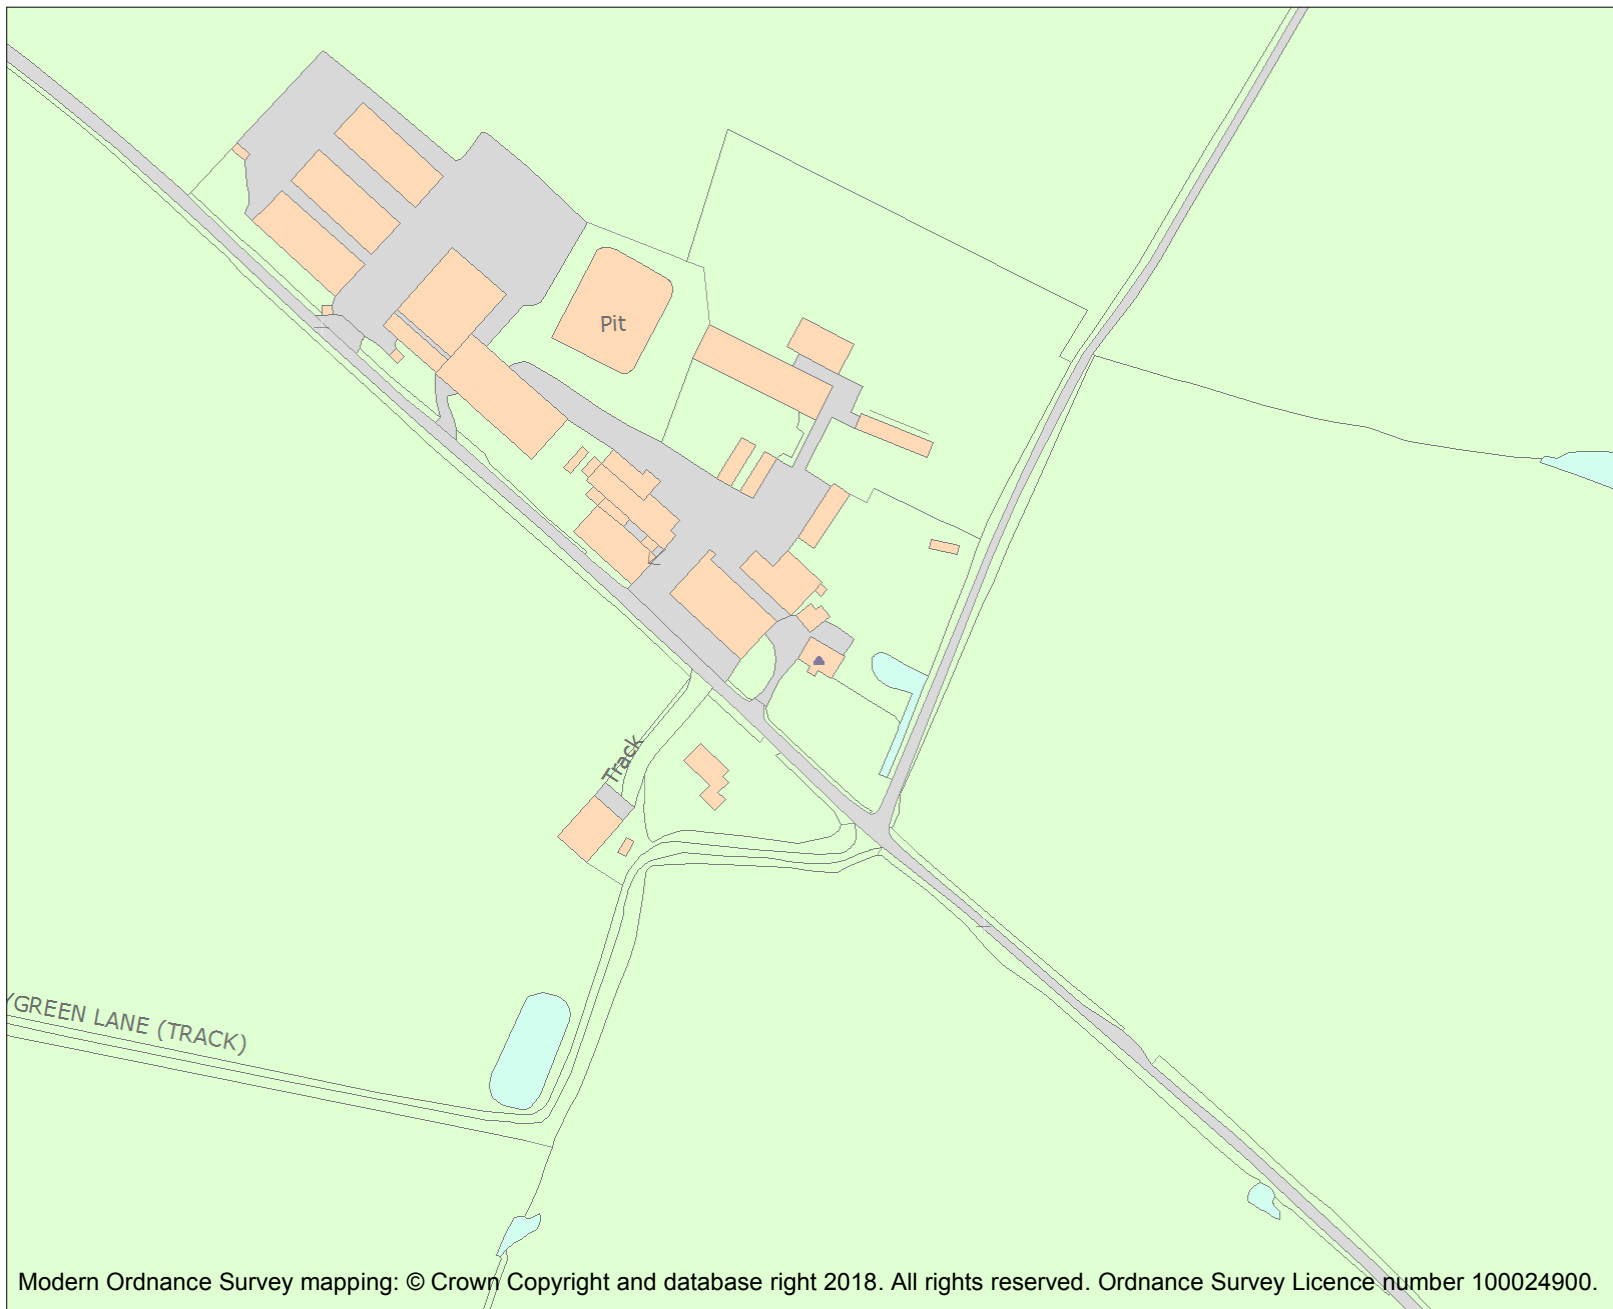 Pit
Track
YGREEN LANE (TRACK)
Modern Ordnance Survey mapping: © Crown Copyright and database right 2018. All rights reserved. Ordnance Survey Licence number 100024900.